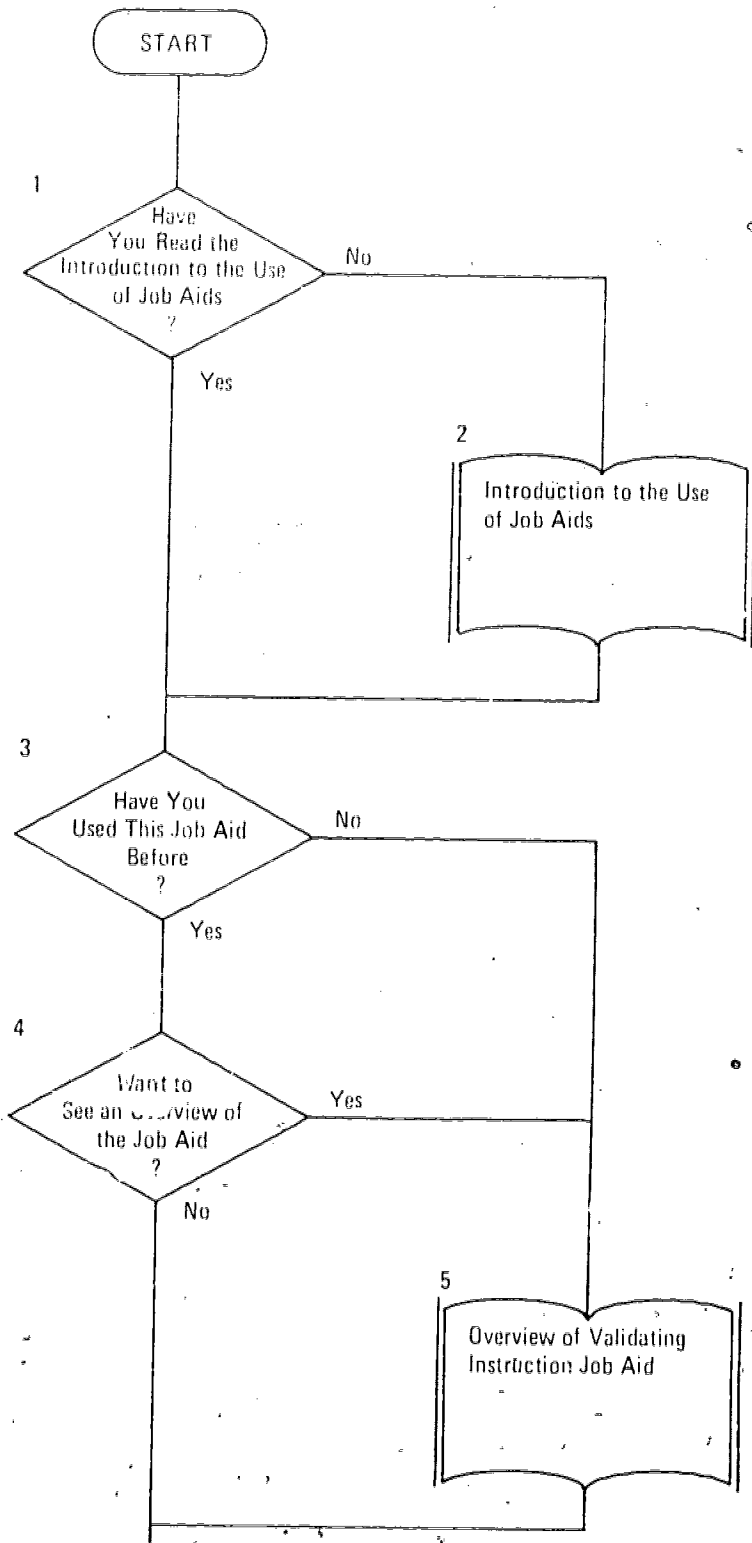 START
1
Have
You Read the
Introduction to the Use
of Job Aids
?
No
Yes
2
Introduction to the Use
of Job Aids
3
Have You
Used This Job Aid
Before
?
No
Yes
4
Want to
See an Overview of
the Job Aid
?
Yes
No
5
Overview of Validating
Instruction Job Aid